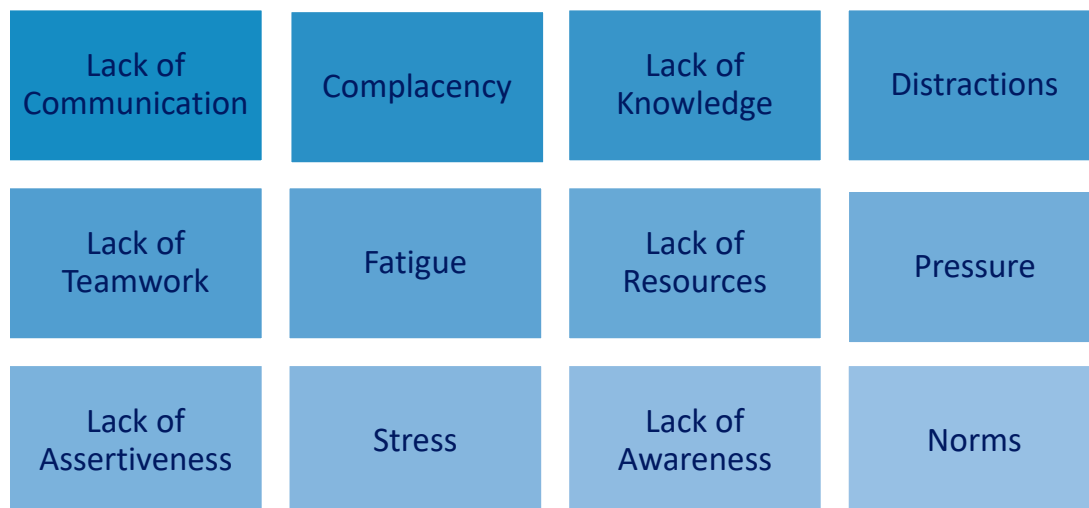 Lack of
Communication
Complacency
Lack of
Knowledge
Distractions
Lack of
Teamwork
Fatigue
Lack of
Resources
Pressure
Lack of
Assertiveness
Stress
Lack of
Awareness
Norms